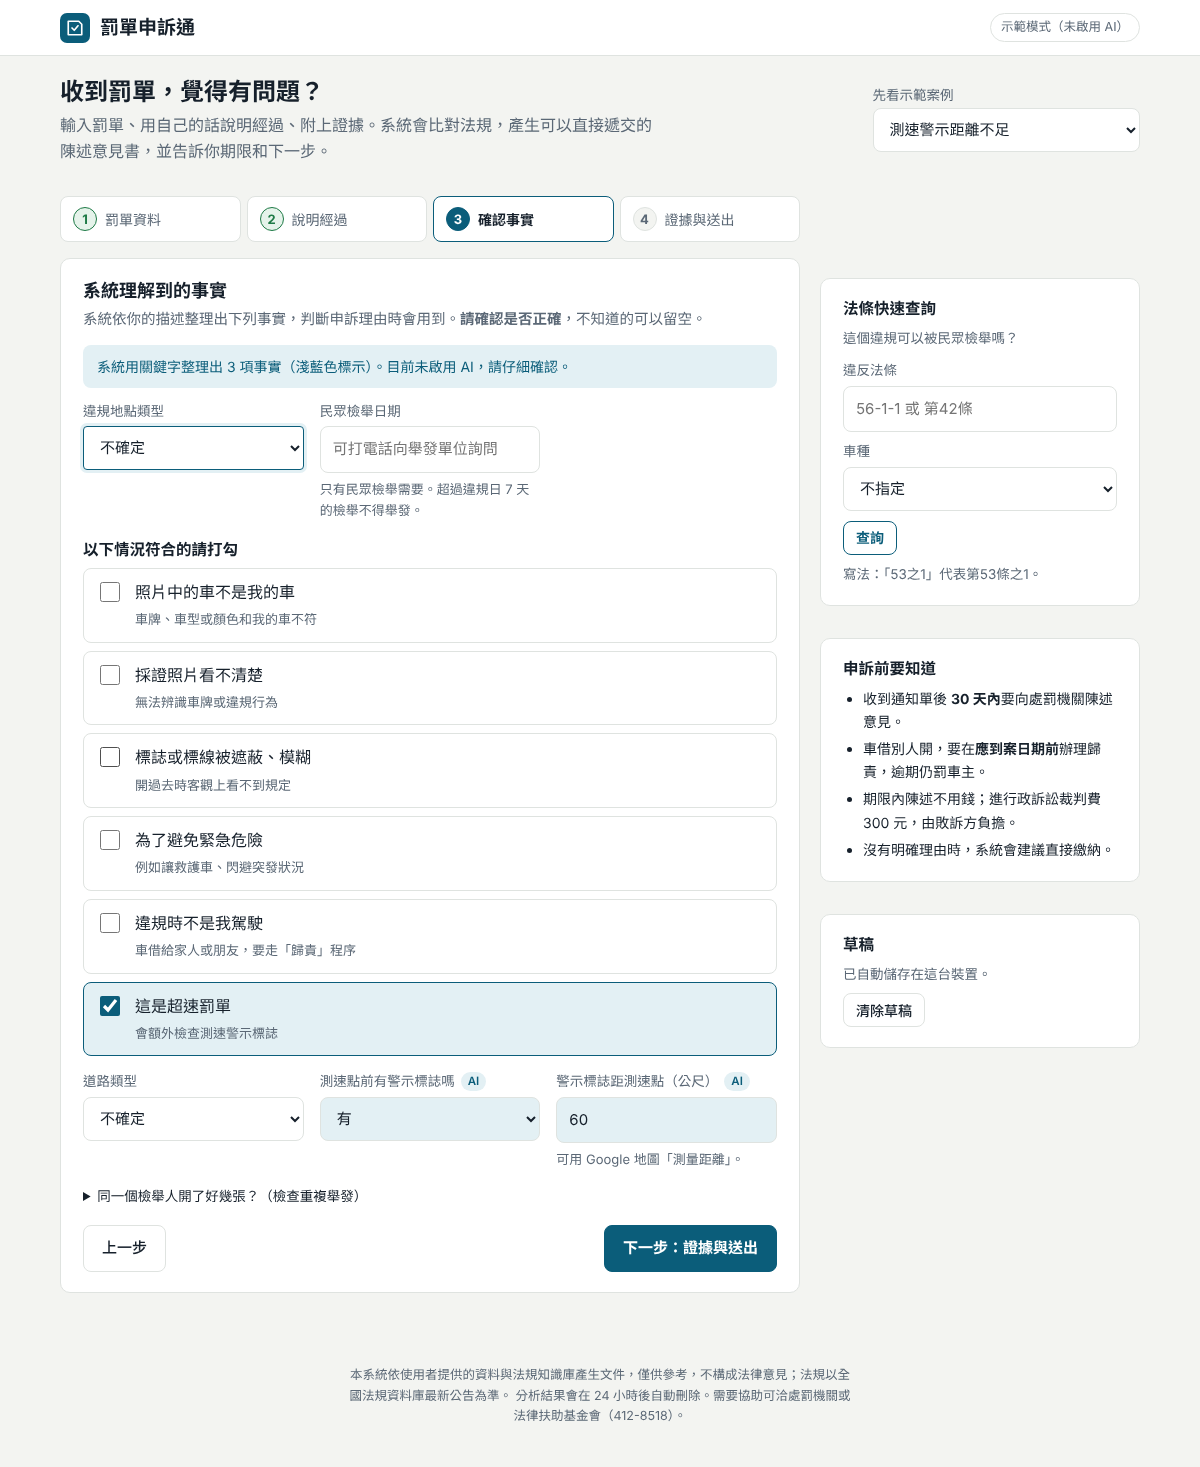 罰單申訴通
示範模式（未啟用 AI）
收到罰單，覺得有問題？
輸入罰單、用自己的話說明經過、附上證據。系統會比對法規，產生可以直接遞交的
陳述意見書，並告訴你期限和下一步。
先看示範案例
測速警示距離不足
1 罰單資料
2 說明經過
3 確認事實
4 證據與送出
系統理解到的事實
系統依你的描述整理出下列事實，判斷申訴理由時會用到。請確認是否正確，不知道的可以留空。
系統用關鍵字整理出 3 項事實（淺藍色標示）。目前未啟用 AI，請仔細確認。
違規地點類型
不確定
民眾檢舉日期
可打電話向舉發單位詢問
只有民眾檢舉需要。超過違規日 7 天
的檢舉不得舉發。
以下情況符合的請打勾
照片中的車不是我的車
車牌、車型或顏色和我的車不符
採證照片看不清楚
無法辨識車牌或違規行為
標誌或標線被遮蔽、模糊
開過去時客觀上看不到規定
為了避免緊急危險
例如讓救護車、閃避突發狀況
違規時不是我駕駛
車借給家人或朋友，要走「歸責」程序
這是超速罰單
會額外檢查測速警示標誌
道路類型
不確定
測速點前有警示標誌嗎 AI
有
警示標誌距測速點（公尺） AI
60
可用 Google 地圖「測量距離」。
同一個檢舉人開了好幾張？（檢查重複舉發）
上一步
下一步：證據與送出
法條快速查詢
這個違規可以被民眾檢舉嗎？
違反法條
56-1-1 或 第42條
車種
不指定
查詢
寫法：「53之1」代表第53條之1。
申訴前要知道
收到通知單後 30 天內要向處罰機關陳述
意見。
車借別人開，要在應到案日期前辦理歸
責，逾期仍罰車主。
期限內陳述不用錢；進行政訴訟裁判費
300 元，由敗訴方負擔。
沒有明確理由時，系統會建議直接繳納。
草稿
已自動儲存在這台裝置。
清除草稿
本系統依使用者提供的資料與法規知識庫產生文件，僅供參考，不構成法律意見；法規以全
國法規資料庫最新公告為準。 分析結果會在 24 小時後自動刪除。需要協助可洽處罰機關或
法律扶助基金會（412-8518）。